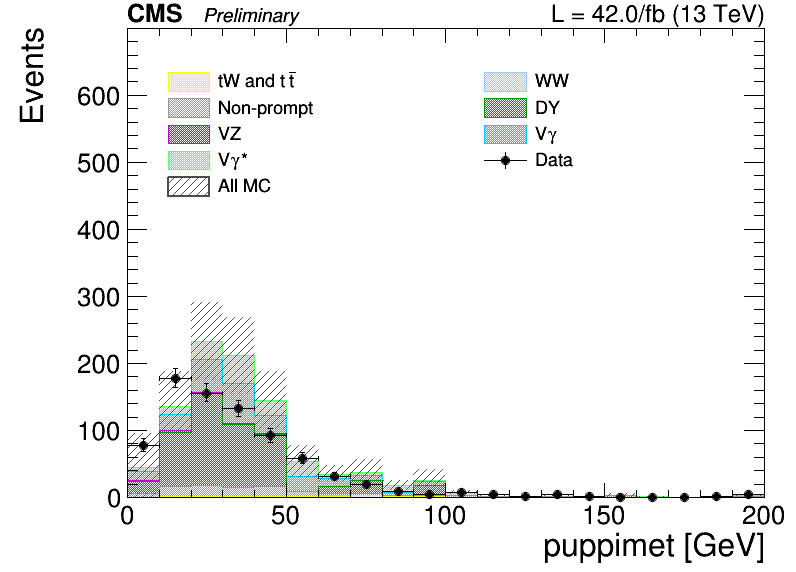 CMS Preliminary L = 42.0/fb (13 TeV)
Events
tW and t t̅
Non-prompt
VZ
Vγ*
All MC
WW
DY
Vγ
Data
600
500
400
300
200
100
0
0 50 100 150 200
puppimet [GeV]